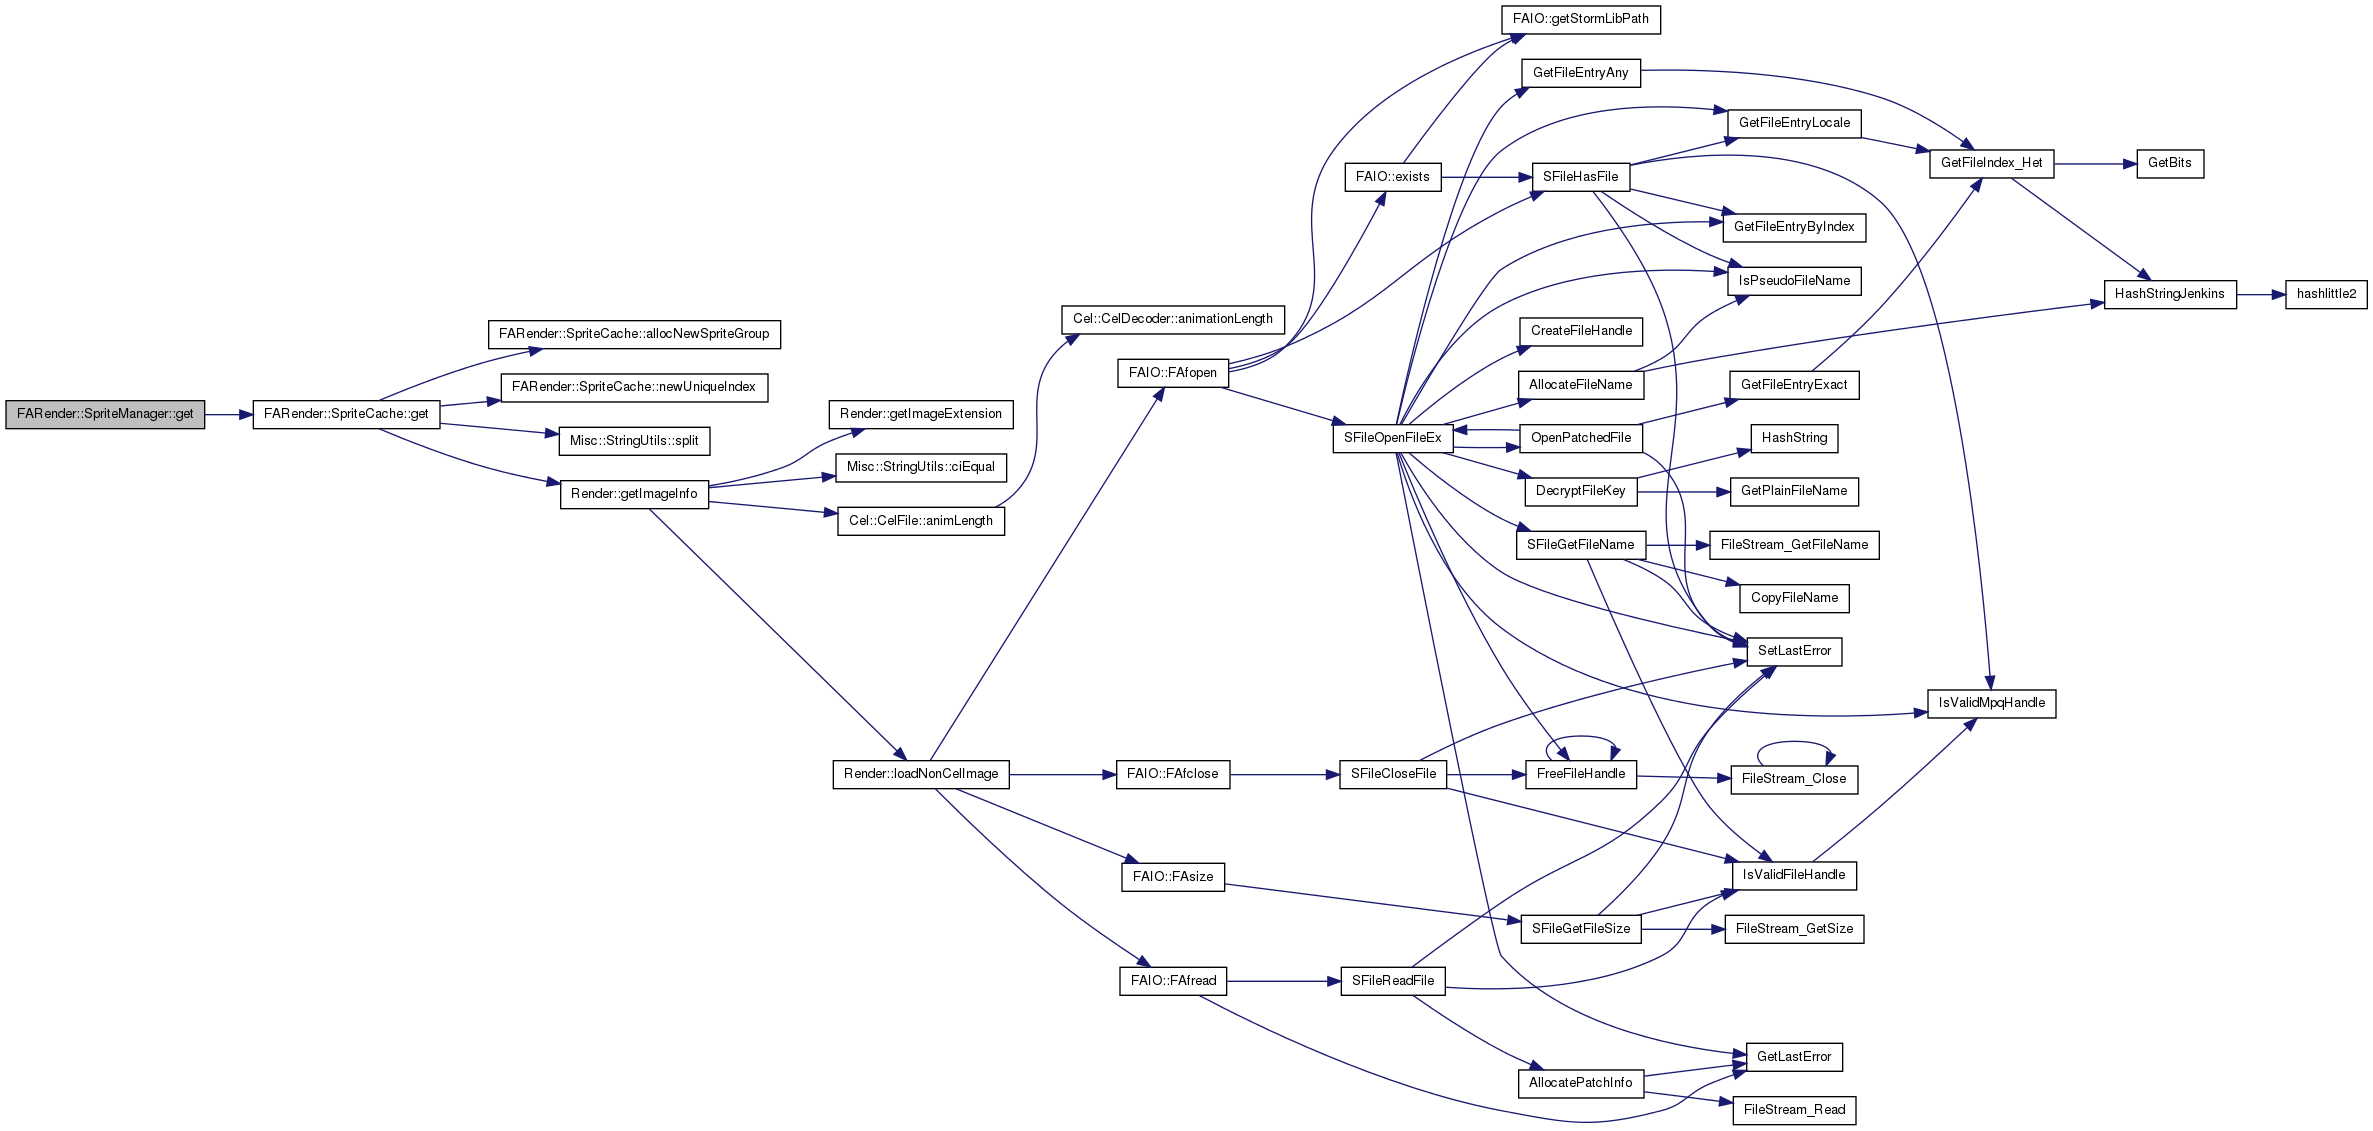 FARender::SpriteManager::get
FARender::SpriteCache::get
FARender::SpriteCache::allocNewSpriteGroup
FARender::SpriteCache::newUniqueIndex
Misc::StringUtils::split
Render::getImageInfo
Render::getImageExtension
Misc::StringUtils::ciEqual
Cel::CelFile::animLength
Render::loadNonCelImage
Cel::CelDecoder::animationLength
FAIO::FAfopen
FAIO::FAfclose
FAIO::FAsize
FAIO::FAfread
FAIO::exists
SFileOpenFileEx
SFileCloseFile
SFileReadFile
FAIO::getStormLibPath
GetFileEntryAny
SFileHasFile
CreateFileHandle
AllocateFileName
OpenPatchedFile
DecryptFileKey
SFileGetFileName
FreeFileHandle
SFileGetFileSize
AllocatePatchInfo
GetFileEntryLocale
GetFileEntryByIndex
IsPseudoFileName
GetFileEntryExact
HashString
GetPlainFileName
FileStream_GetFileName
CopyFileName
SetLastError
FileStream_Close
IsValidFileHandle
FileStream_GetSize
GetLastError
FileStream_Read
GetFileIndex_Het
IsValidMpqHandle
GetBits
HashStringJenkins
hashlittle2